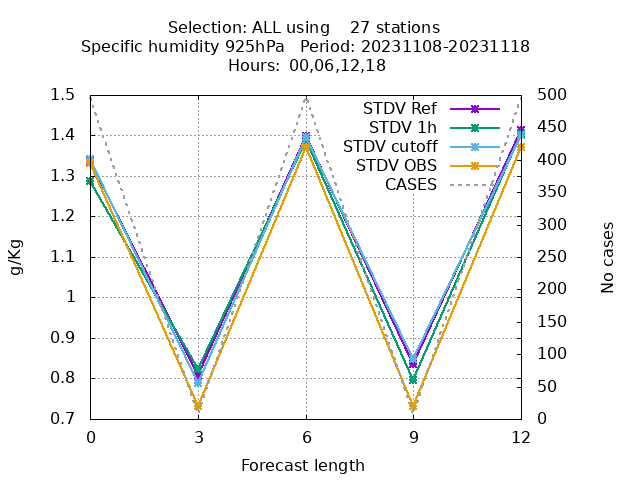 Selection: ALL using    27 stations
Specific humidity 925hPa   Period: 20231108-20231118
Hours: 00,06,12,18
STDV Ref
STDV 1h
STDV cutoff
STDV OBS
CASES
1.5
1.4
1.3
1.2
1.1
1
0.9
0.8
0.7
g/Kg
500
450
400
350
300
250
200
150
100
50
0
No cases
0 3 6 9 12
Forecast length